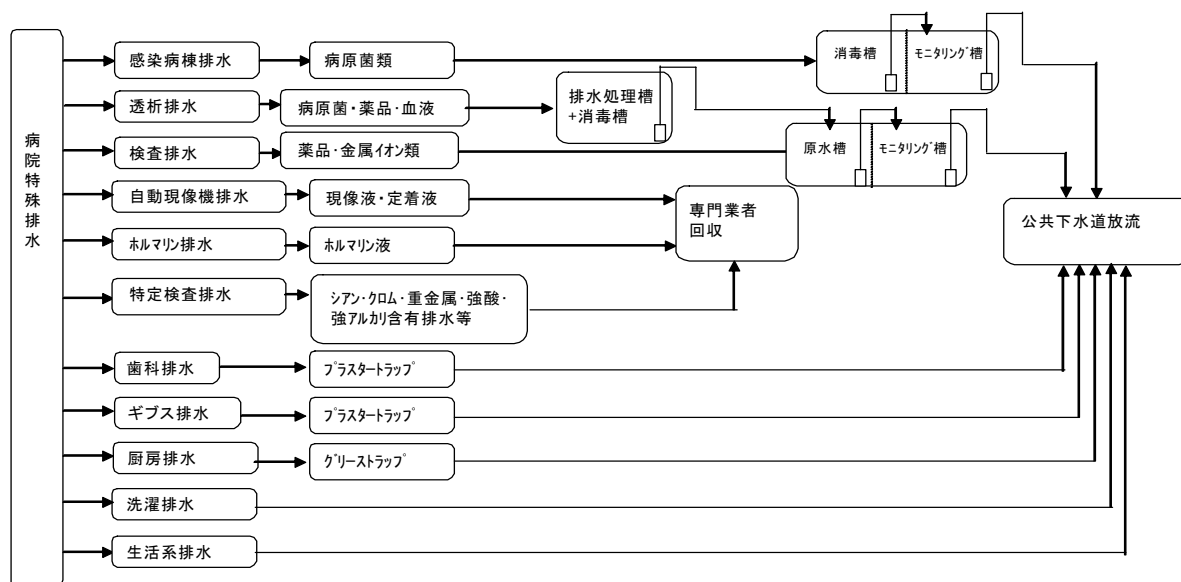 病院特殊排水
感染病棟排水
病原菌類
消毒槽
ﾓﾆﾀﾘﾝｸﾞ槽
透析排水
病原菌・薬品・血液
排水処理槽
+消毒槽
検査排水
薬品・金属ｲｵﾝ類
原水槽
ﾓﾆﾀﾘﾝｸﾞ槽
自動現像機排水
現像液・定着液
専門業者
回収
公共下水道放流
ﾎﾙﾏﾘﾝ排水
ﾎﾙﾏﾘﾝ液
特定検査排水
ｼｱﾝ・ｸﾛﾑ・重金属・強酸・
強ｱﾙｶﾘ含有排水等
歯科排水
ﾌﾟﾗｽﾀｰﾄﾗｯﾌﾟ
ギブス排水
ﾌﾟﾗｽﾀｰﾄﾗｯﾌﾟ
厨房排水
ｸﾞﾘｰｽﾄﾗｯﾌﾟ
洗濯排水
生活系排水